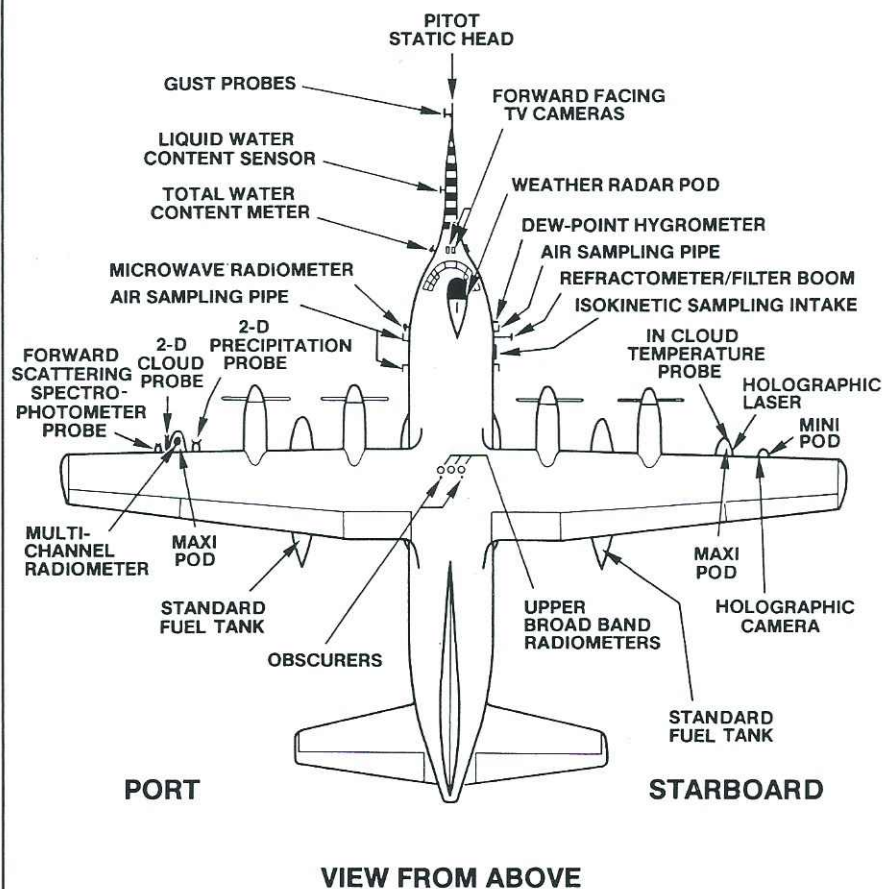 PITOT
STATIC HEAD
GUST PROBES
FORWARD FACING
TV CAMERAS
LIQUID WATER
CONTENT SENSOR
TOTAL WATER
CONTENT METER
WEATHER RADAR POD
DEW-POINT HYGROMETER
AIR SAMPLING PIPE
MICROWAVE RADIOMETER
REFRACTOMETER/FILTER BOOM
AIR SAMPLING PIPE
ISOKINETIC SAMPLING INTAKE
FORWARD
SCATTERING
SPECTRO-
PHOTOMETER
PROBE
2-D
CLOUD
PROBE
2-D
PRECIPITATION
PROBE
IN CLOUD
TEMPERATURE
PROBE
HOLOGRAPHIC
LASER
MINI
POD
MULTI-
CHANNEL
RADIOMETER
MAXI
POD
STANDARD
FUEL TANK
OBSCURERS
UPPER
BROAD BAND
RADIOMETERS
MAXI
POD
HOLOGRAPHIC
CAMERA
STANDARD
FUEL TANK
PORT
STARBOARD
VIEW FROM ABOVE